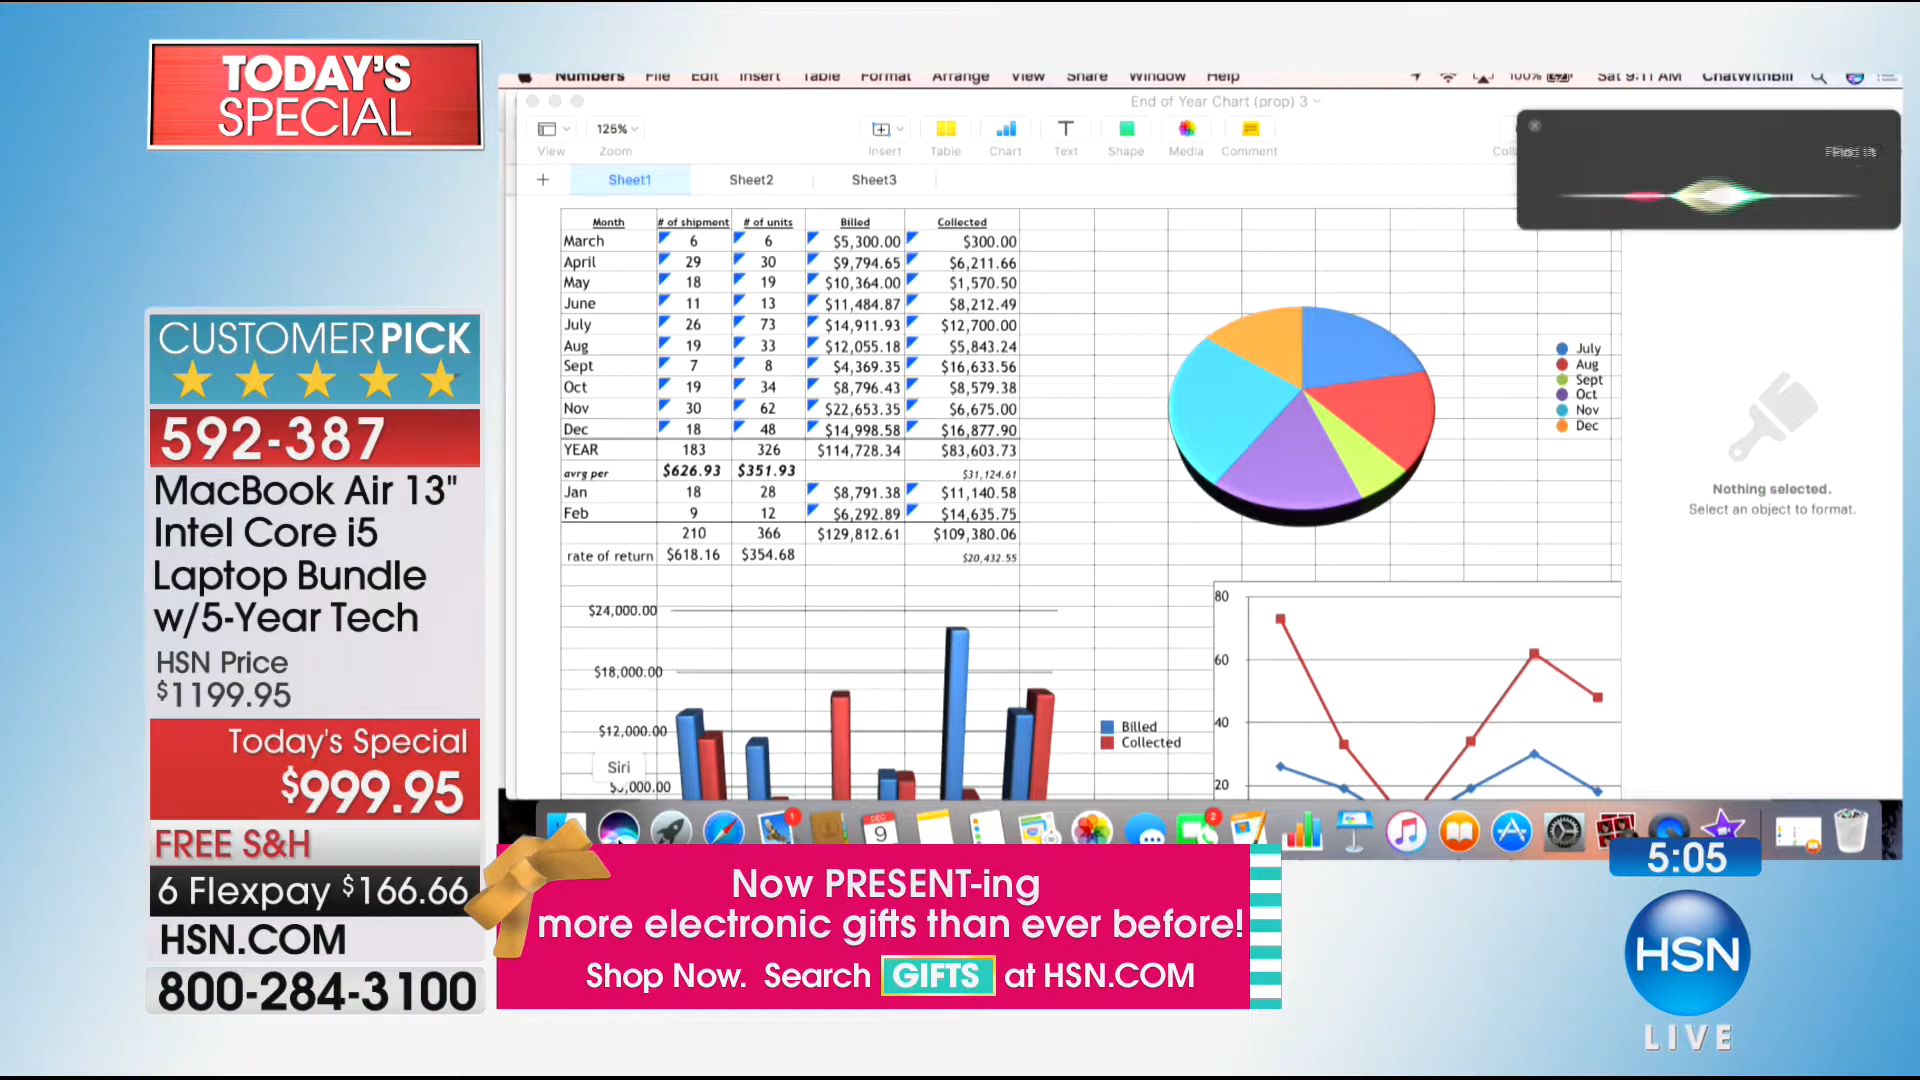 TODAY'S
SPECIAL
CUSTOMER PICK
592-387
MacBook Air 13"
Intel Core i5
Laptop Bundle
w/5-Year Tech
HSN Price
$1199.95
Today's Special
$999.95
FREE S&H
6 Flexpay $166.66
HSN.COM
800-284-3100
Numbers File Edit Insert Table Format Arrange View Share Window Help 100% Sat 9:11 AM ChatWithBill
End of Year Chart (prop) 3
125%
View Zoom Insert Table Chart Text Shape Media Comment
+ Sheet1 Sheet2 Sheet3
Month # of shipment # of units Billed Collected
March 6 6 $5,300.00 $300.00
April 29 30 $9,794.65 $6,211.66
May 18 19 $10,364.00 $1,570.50
June 11 13 $11,484.87 $8,212.49
July 26 73 $14,911.93 $12,700.00
Aug 19 33 $12,055.18 $5,843.24
Sept 7 8 $4,369.35 $16,633.56
Oct 19 34 $8,796.43 $8,579.38
Nov 30 62 $22,653.35 $6,675.00
Dec 18 48 $14,998.58 $16,877.90
YEAR 183 326 $114,728.34 $83,603.73
avrg per $626.93 $351.93 $31,124.61
Jan 18 28 $8,791.38 $11,140.58
Feb 9 12 $6,292.89 $14,635.75
210 366 $129,812.61 $109,380.06
rate of return $618.16 $354.68 $20,432.55
July
Aug
Sept
Oct
Nov
Dec
Nothing selected.
Select an object to format.
$24,000.00
$18,000.00
$12,000.00
Billed
Collected
80
60
40
20
Siri
DEC
9
1
2
Now PRESENT-ing
more electronic gifts than ever before!
Shop Now. Search GIFTS at HSN.COM
5:05
HSN
LIVE